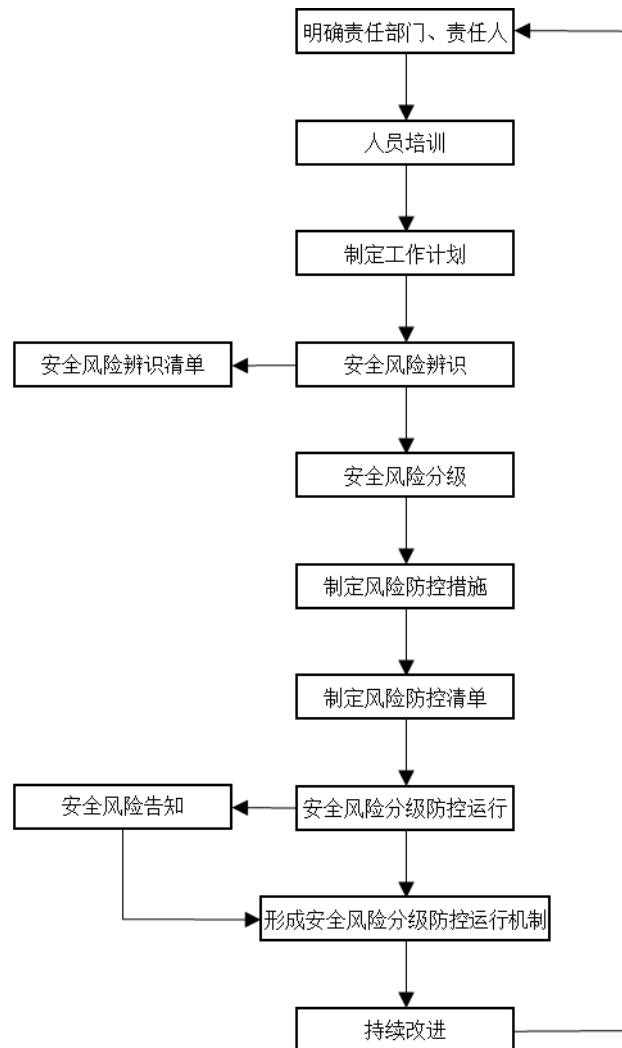 明确责任部门、责任人
人员培训
制定工作计划
安全风险辨识清单
安全风险辨识
安全风险分级
制定风险防控措施
制定风险防控清单
安全风险告知
安全风险分级防控运行
形成安全风险分级防控运行机制
持续改进